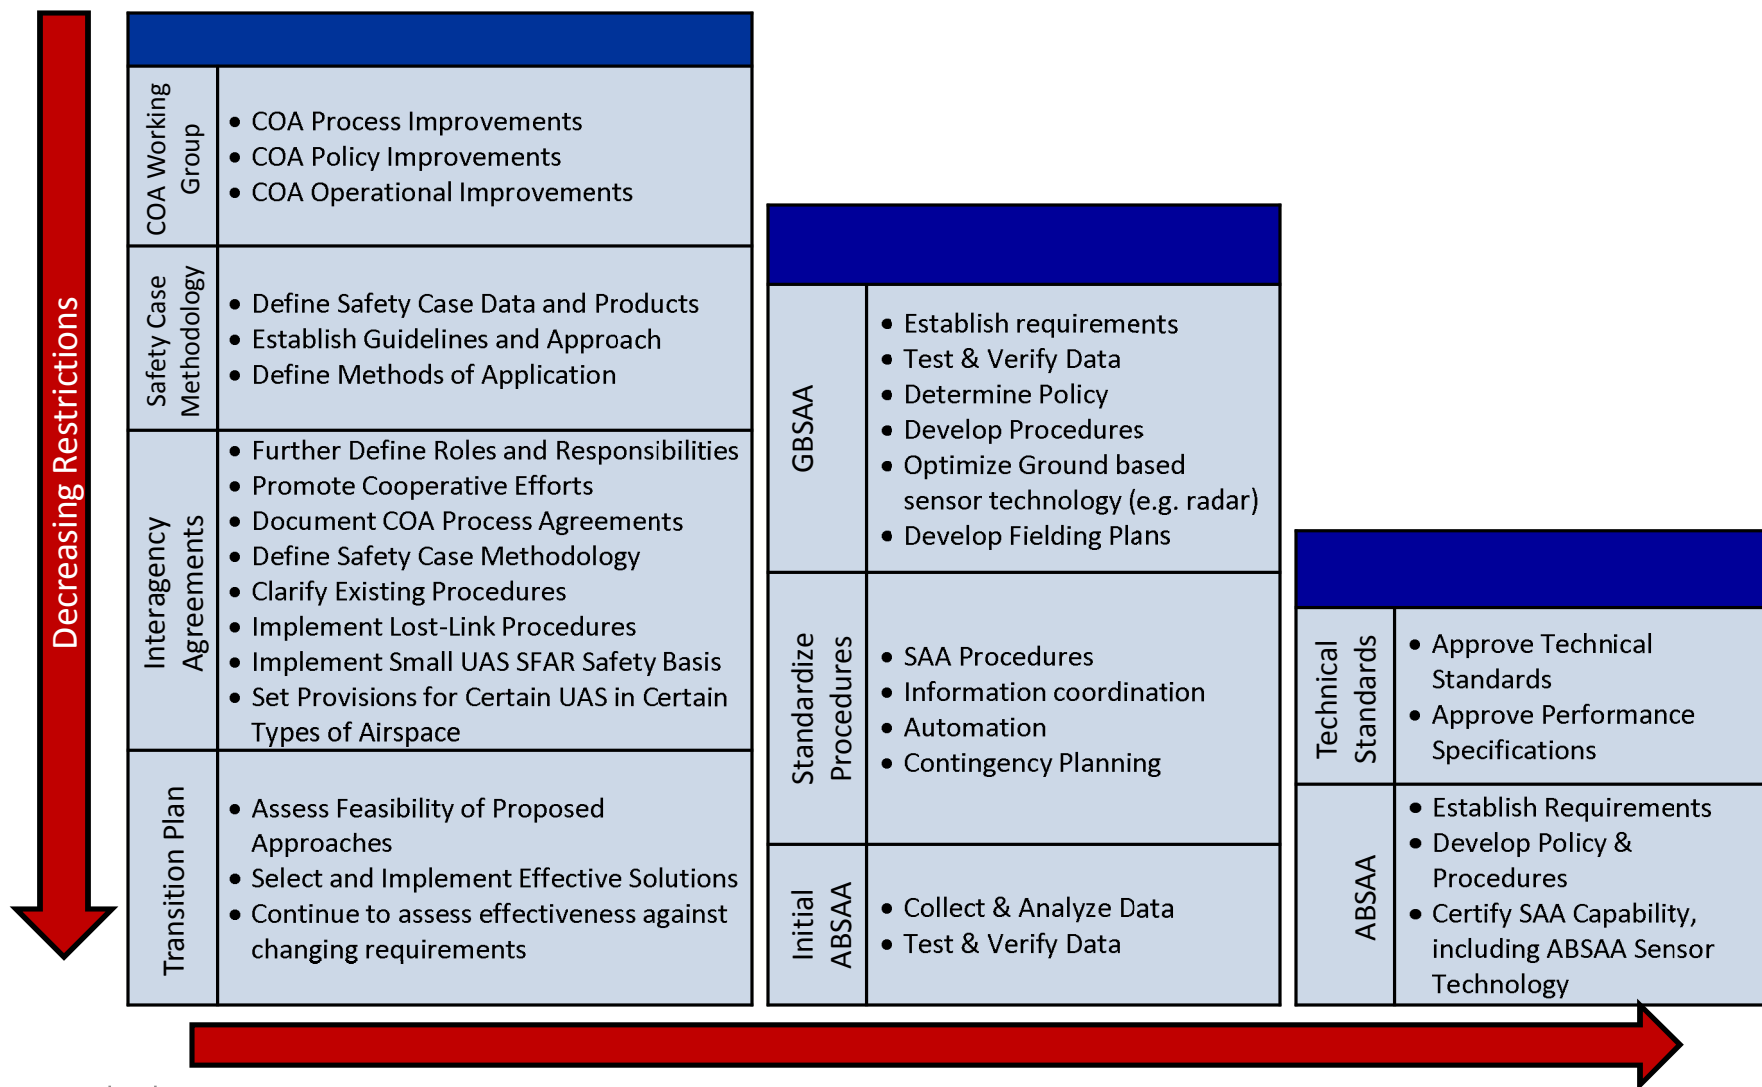 Decreasing Restrictions
COA Working
Group
• COA Process Improvements
• COA Policy Improvements
• COA Operational Improvements
Safety Case
Methodology
• Define Safety Case Data and Products
• Establish Guidelines and Approach
• Define Methods of Application
Interagency
Agreements
• Further Define Roles and Responsibilities
• Promote Cooperative Efforts
• Document COA Process Agreements
• Define Safety Case Methodology
• Clarify Existing Procedures
• Implement Lost-Link Procedures
• Implement Small UAS SFAR Safety Basis
• Set Provisions for Certain UAS in Certain
Types of Airspace
Transition Plan
• Assess Feasibility of Proposed
Approaches
• Select and Implement Effective Solutions
• Continue to assess effectiveness against
changing requirements
GBSAA
• Establish requirements
• Test & Verify Data
• Determine Policy
• Develop Procedures
• Optimize Ground based
sensor technology (e.g. radar)
• Develop Fielding Plans
Standardize
Procedures
• SAA Procedures
• Information coordination
• Automation
• Contingency Planning
Initial
ABSAA
• Collect & Analyze Data
• Test & Verify Data
Technical
Standards
• Approve Technical
Standards
• Approve Performance
Specifications
ABSAA
• Establish Requirements
• Develop Policy &
Procedures
• Certify SAA Capability,
including ABSAA Sensor
Technology